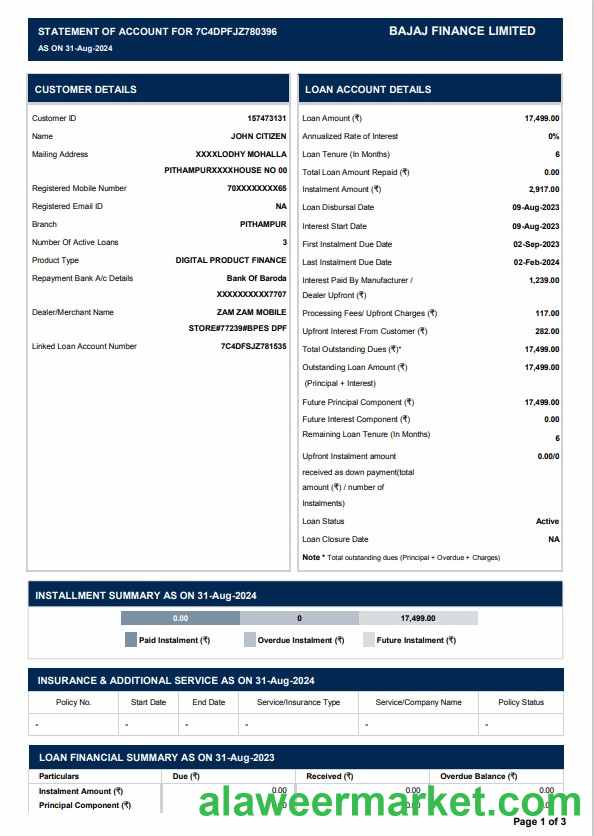 STATEMENT OF ACCOUNT FOR 7C4DPFJZ780396
BAJAJ FINANCE LIMITED
AS ON 31-Aug-2024
CUSTOMER DETAILS
Customer ID 157473131
Name JOHN CITIZEN
Mailing Address XXXXLODHY MOHALLA
PITHAMPURXXXXHOUSE NO 00
Registered Mobile Number 70XXXXXXXX65
Registered Email ID NA
Branch PITHAMPUR
Number Of Active Loans 3
Product Type DIGITAL PRODUCT FINANCE
Repayment Bank A/c Details Bank Of Baroda
XXXXXXXXXX7707
Dealer/Merchant Name ZAM ZAM MOBILE
STORE#77239#BPES DPF
Linked Loan Account Number 7C4DFSJZ781535
LOAN ACCOUNT DETAILS
Loan Amount (₹) 17,499.00
Annualized Rate of Interest 0%
Loan Tenure (In Months) 6
Total Loan Amount Repaid (₹) 0.00
Instalment Amount (₹) 2,917.00
Loan Disbursal Date 09-Aug-2023
Interest Start Date 09-Aug-2023
First Instalment Due Date 02-Sep-2023
Last Instalment Due Date 02-Feb-2024
Interest Paid By Manufacturer / 1,239.00
Dealer Upfront (₹)
Processing Fees/ Upfront Charges (₹) 117.00
Upfront Interest From Customer (₹) 282.00
Total Outstanding Dues (₹)* 17,499.00
Outstanding Loan Amount (₹) 17,499.00
(Principal + Interest)
Future Principal Component (₹) 17,499.00
Future Interest Component (₹) 0.00
Remaining Loan Tenure (In Months) 6
Upfront Instalment amount 0.00/0
received as down payment(total
amount (₹) / number of
Instalments)
Loan Status Active
Loan Closure Date NA
Note * Total outstanding dues (Principal + Overdue + Charges)
INSTALLMENT SUMMARY AS ON 31-Aug-2024
0.00 0 17,499.00
Paid Instalment (₹) Overdue Instalment (₹) Future Instalment (₹)
INSURANCE & ADDITIONAL SERVICE AS ON 31-Aug-2024
Policy No. Start Date End Date Service/Insurance Type Service/Company Name Policy Status
- - - - - -
LOAN FINANCIAL SUMMARY AS ON 31-Aug-2023
Particulars Due (₹) Received (₹) Overdue Balance (₹)
Instalment Amount (₹) 0.00 0.00 0.00
Principal Component (₹) 0.00 0.00 0.00
alaweermarket.com
Page 1 of 3